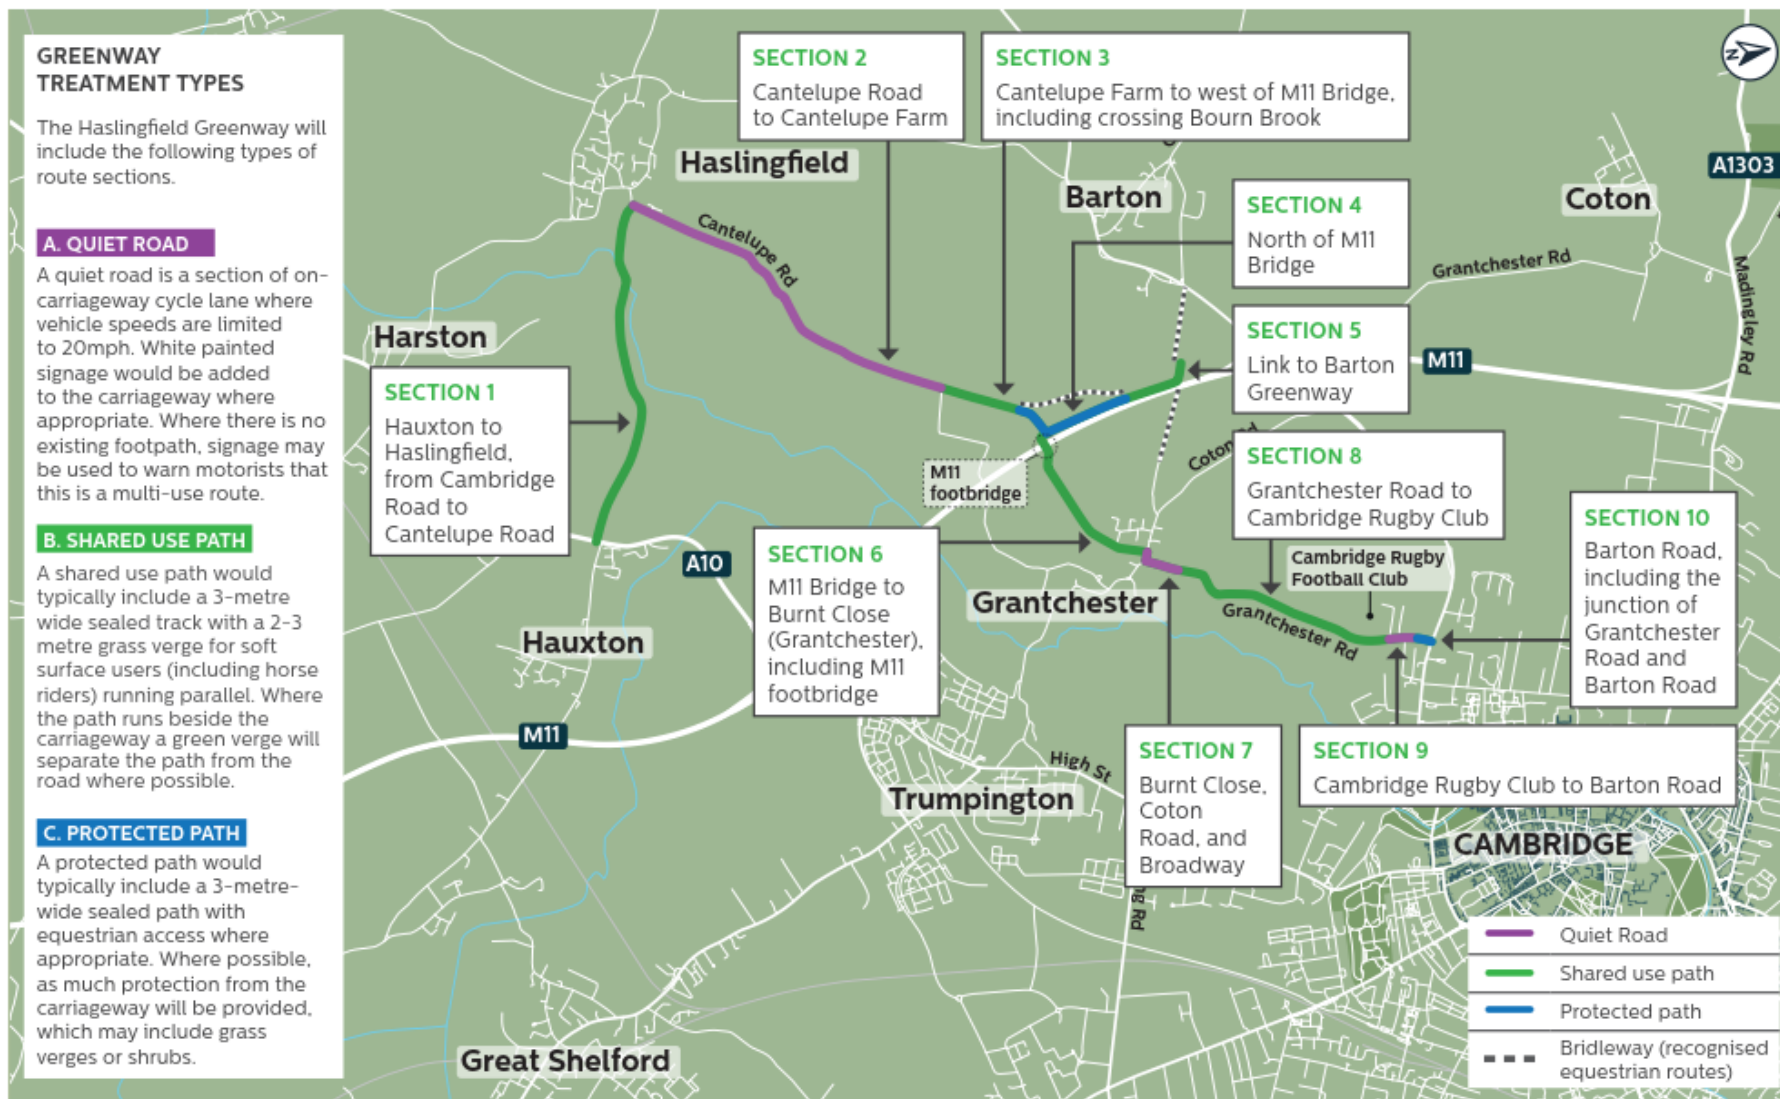 GREENWAY
TREATMENT TYPES
The Haslingfield Greenway will
include the following types of
route sections.
A. QUIET ROAD
A quiet road is a section of on-
carriageway cycle lane where
vehicle speeds are limited
to 20mph. White painted
signage would be added
to the carriageway where
appropriate. Where there is no
existing footpath, signage may
be used to warn motorists that
this is a multi-use route.
B. SHARED USE PATH
A shared use path would
typically include a 3-metre
wide sealed track with a 2-3
metre grass verge for soft
surface users (including horse
riders) running parallel. Where
the path runs beside the
carriageway a green verge will
separate the path from the
road where possible.
C. PROTECTED PATH
A protected path would
typically include a 3-metre-
wide sealed path with
equestrian access where
appropriate. Where possible,
as much protection from the
carriageway will be provided,
which may include grass
verges or shrubs.
SECTION 2
Cantelupe Road
to Cantelupe Farm
SECTION 3
Cantelupe Farm to west of M11 Bridge,
including crossing Bourn Brook
N
Haslingfield
Barton
Coton
A1303
SECTION 4
North of M11
Bridge
Cantelupe Rd
Grantchester Rd
Madingley Rd
Harston
SECTION 5
Link to Barton
Greenway
M11
SECTION 1
Hauxton to
Haslingfield,
from Cambridge
Road to
Cantelupe Road
Coton Rd
M11
footbridge
SECTION 8
Grantchester Road to
Cambridge Rugby Club
SECTION 10
Barton Road,
including the
junction of
Grantchester
Road and
Barton Road
A10
SECTION 6
M11 Bridge to
Burnt Close
(Grantchester),
including M11
footbridge
Cambridge Rugby
Football Club
Grantchester
Grantchester Rd
Hauxton
M11
SECTION 7
Burnt Close,
Coton
Road, and
Broadway
SECTION 9
Cambridge Rugby Club to Barton Road
High St
Trumpington
CAMBRIDGE
Rd
Great Shelford
Quiet Road
Shared use path
Protected path
Bridleway (recognised
equestrian routes)